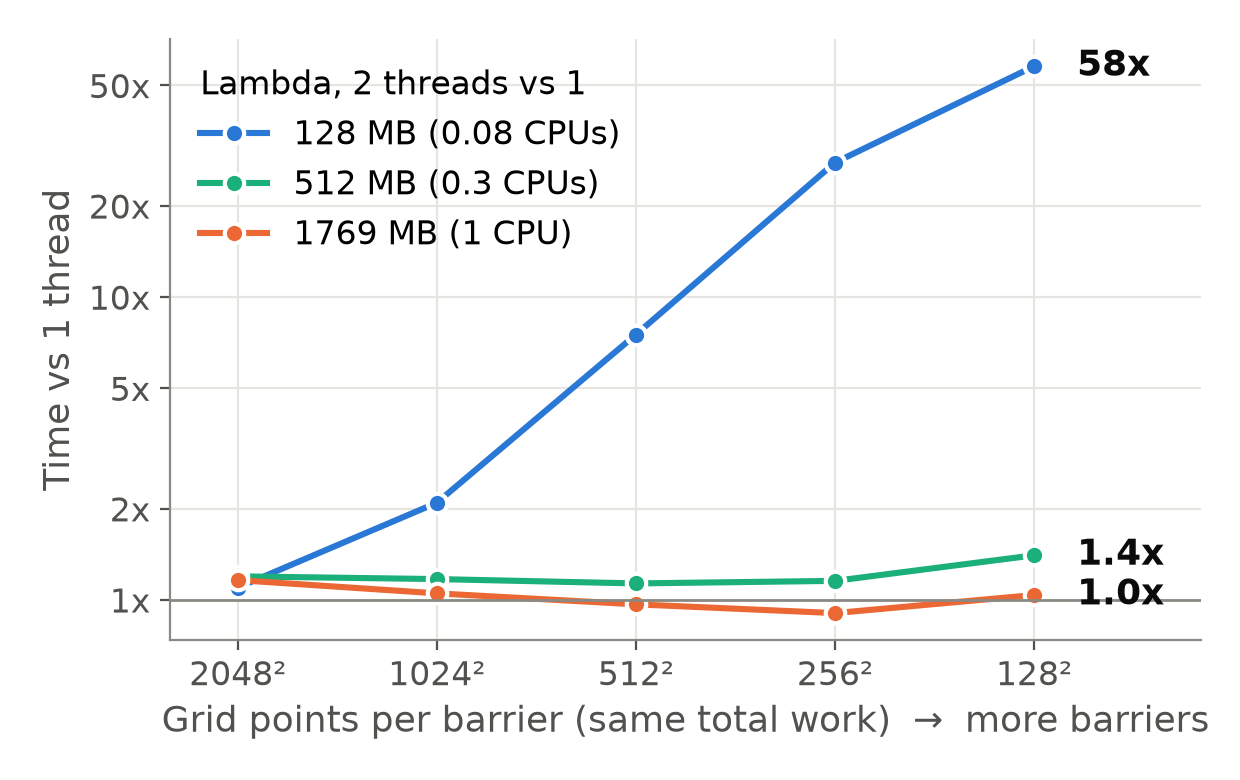 Lambda, 2 threads vs 1
128 MB (0.08 CPUs)
512 MB (0.3 CPUs)
1769 MB (1 CPU)
58x
1.4x
1.0x
Time vs 1 thread
50x
20x
10x
5x
2x
1x
2048² 1024² 512² 256² 128²
Grid points per barrier (same total work) → more barriers